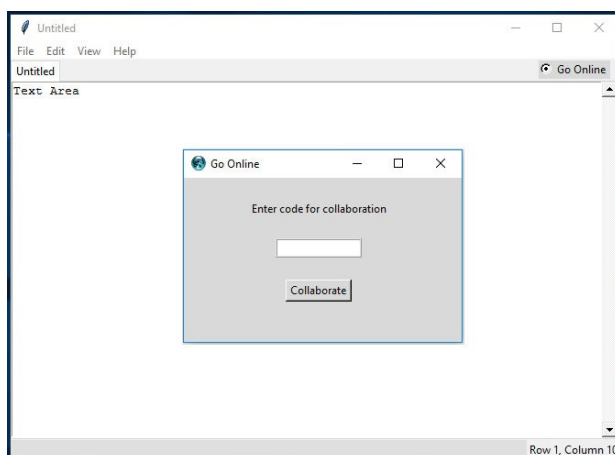 Untitled
File Edit View Help
Untitled
Go Online
Text Area
Go Online
Enter code for collaboration
Collaborate
Row 1, Column 10